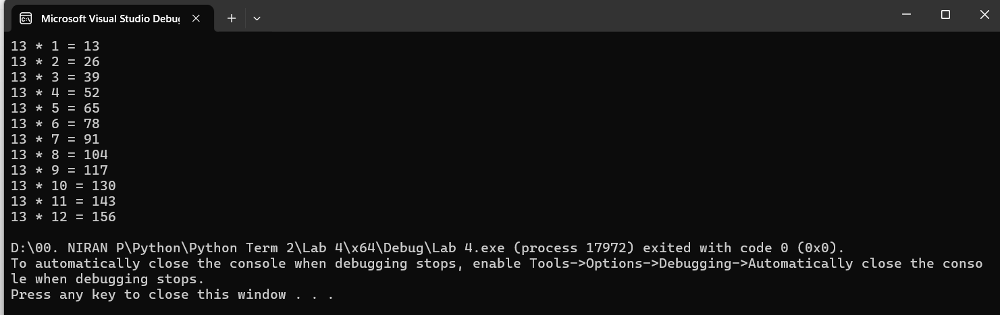 Microsoft Visual Studio Debug
13 * 1 = 13
13 * 2 = 26
13 * 3 = 39
13 * 4 = 52
13 * 5 = 65
13 * 6 = 78
13 * 7 = 91
13 * 8 = 104
13 * 9 = 117
13 * 10 = 130
13 * 11 = 143
13 * 12 = 156
D:\00. NIRAN P\Python\Python Term 2\Lab 4\x64\Debug\Lab 4.exe (process 17972) exited with code 0 (0x0).
To automatically close the console when debugging stops, enable Tools->Options->Debugging->Automatically close the conso
le when debugging stops.
Press any key to close this window . . .